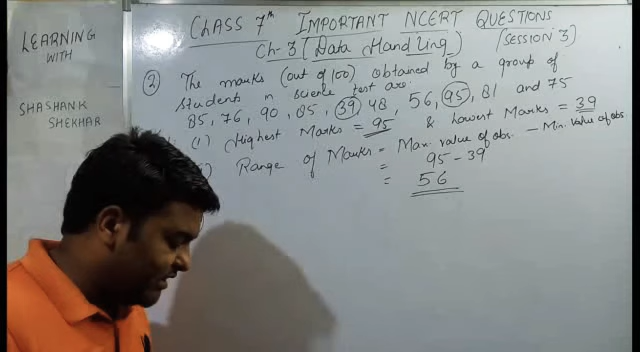 LEARNING
WITH
SHASHANK
SHEKHAR
CLASS 7th IMPORTANT NCERT QUESTIONS
Ch-3 (Data Handling) (SESSION 3)
② The marks (out of 100) obtained by a group of
students in science test are:
85, 76, 90, 85, 39 48, 56, 95, 81 and 75
(i) Highest Marks = 95 & lowest Marks = 39
) Range of Marks = Max. value of obs. - Min. value of obs.
= 95 - 39
= 56